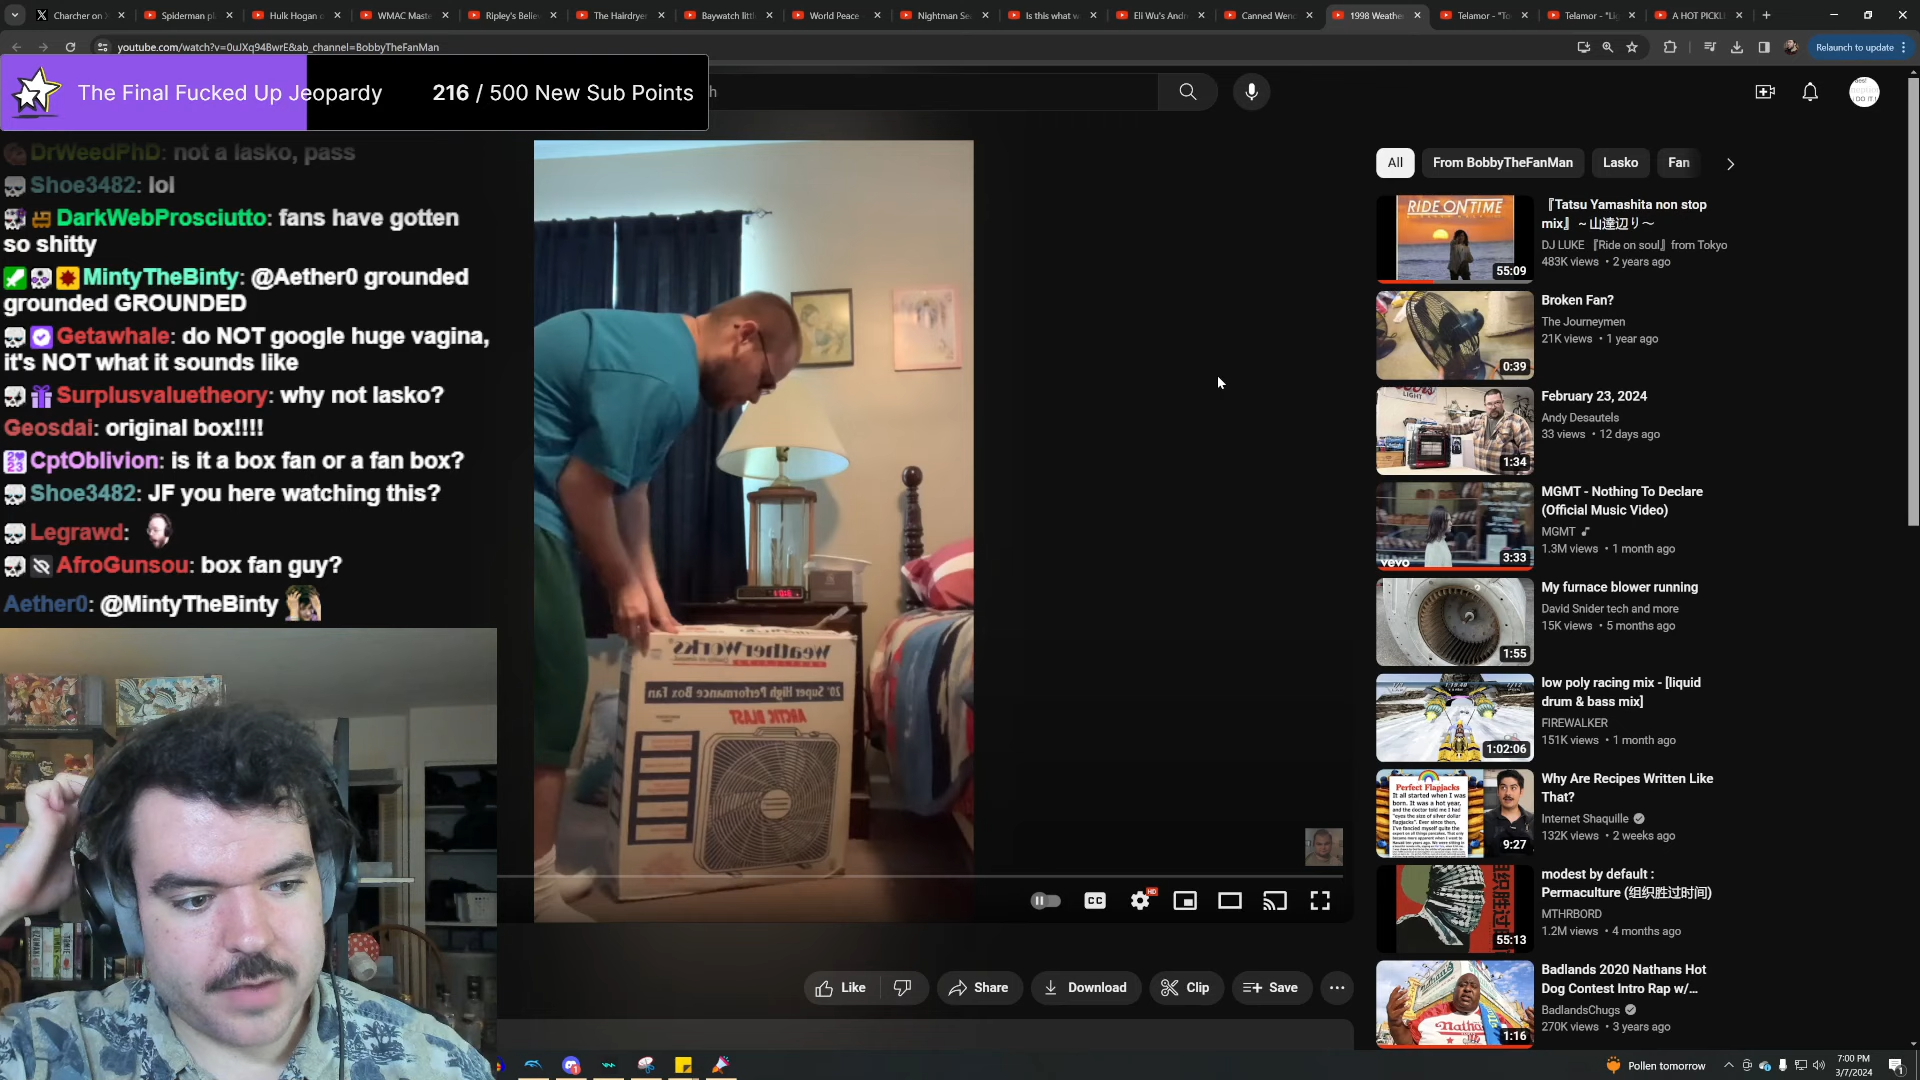 Charcher on X
Spiderman pl
Hulk Hogan o
WMAC Maste
Ripley's Belie
The Hairdryer
Baywatch littl
World Peace
Nightman Se
Is this what w
Eli Wu's Andr
Canned Wend
1998 Weathe
Telamor - "To
Telamor - "Lig
A HOT PICKL
youtube.com/watch?v=0uJXq94BwrE&ab_channel=BobbyTheFanMan
Relaunch to update
The Final Fucked Up Jeopardy 216 / 500 New Sub Points
DrWeedPhD: not a lasko, pass
Shoe3482: lol
DarkWebProsciutto: fans have gotten
so shitty
MintyTheBinty: @Aether0 grounded
grounded GROUNDED
Getawhale: do NOT google huge vagina,
it's NOT what it sounds like
Surplusvaluetheory: why not lasko?
Geosdai: original box!!!!
CptOblivion: is it a box fan or a fan box?
Shoe3482: JF you here watching this?
Legrawd:
AfroGunsou: box fan guy?
Aether0: @MintyTheBinty
WeatherWorks
20" Super High Performance Box Fan
ARCTIC BLAST
CC
HD
Like
Share
Download
Clip
Save
All
From BobbyTheFanMan
Lasko
Fan
RIDE ON TIME
55:09
『Tatsu Yamashita non stop
mix』 ~ 山達辺り〜
DJ LUKE 『Ride on soul』from Tokyo
483K views • 2 years ago
0:39
Broken Fan?
The Journeymen
21K views • 1 year ago
LIGHT
1:34
February 23, 2024
Andy Desautels
33 views • 12 days ago
vevo
3:33
MGMT - Nothing To Declare
(Official Music Video)
MGMT
1.3M views • 1 month ago
1:55
My furnace blower running
David Snider tech and more
15K views • 5 months ago
1:02:06
low poly racing mix - [liquid
drum & bass mix]
FIREWALKER
151K views • 1 month ago
Perfect Flapjacks
9:27
Why Are Recipes Written Like
That?
Internet Shaquille
132K views • 2 weeks ago
55:13
modest by default :
Permaculture (组织胜过时间)
MTHRBORD
1.2M views • 4 months ago
1:16
Badlands 2020 Nathans Hot
Dog Contest Intro Rap w/...
BadlandsChugs
270K views • 3 years ago
Pollen tomorrow
7:00 PM
3/7/2024